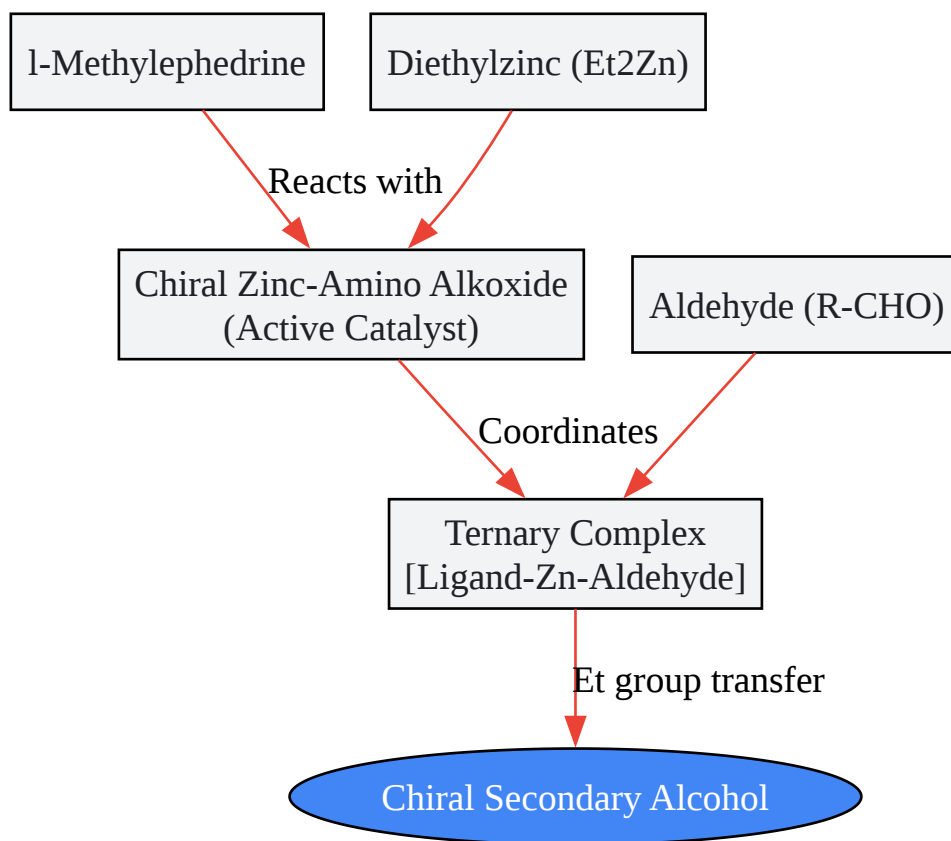 l-Methylephedrine
Diethylzinc (Et2Zn)
Reacts with
Chiral Zinc-Amino Alkoxide
(Active Catalyst)
Aldehyde (R-CHO)
Coordinates
Ternary Complex
[Ligand-Zn-Aldehyde]
Et group transfer
Chiral Secondary Alcohol